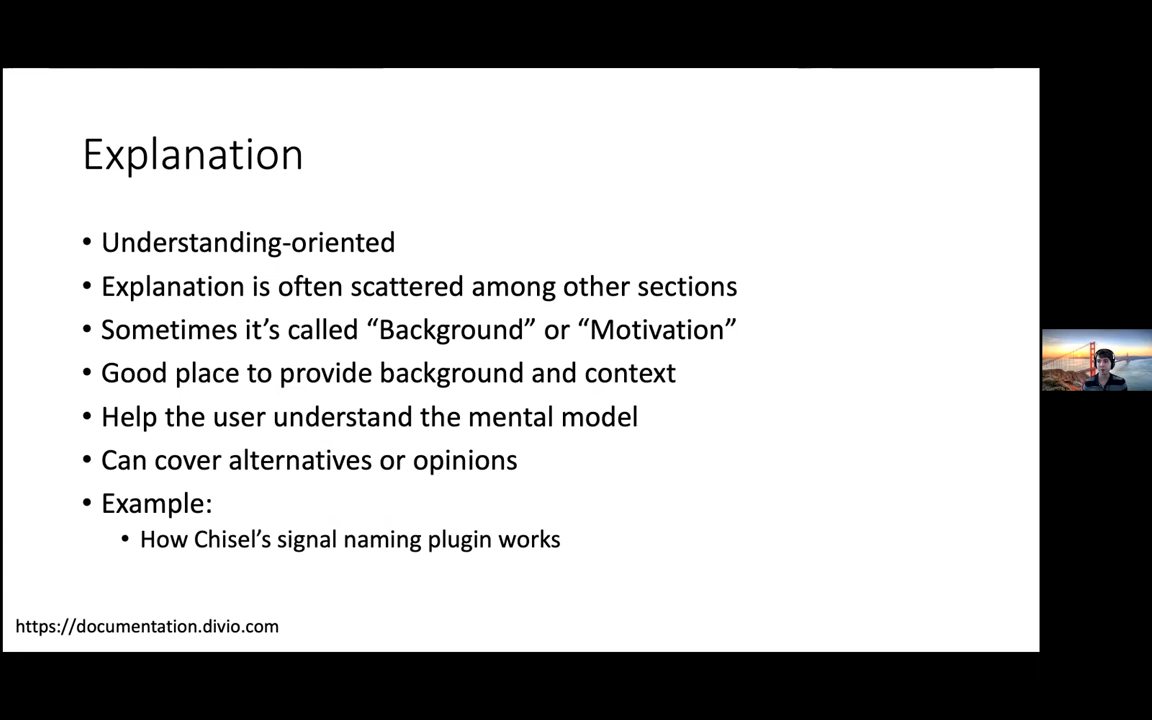 Explanation
• Understanding-oriented
• Explanation is often scattered among other sections
• Sometimes it’s called “Background” or “Motivation”
• Good place to provide background and context
• Help the user understand the mental model
• Can cover alternatives or opinions
• Example:
• How Chisel’s signal naming plugin works
https://documentation.divio.com